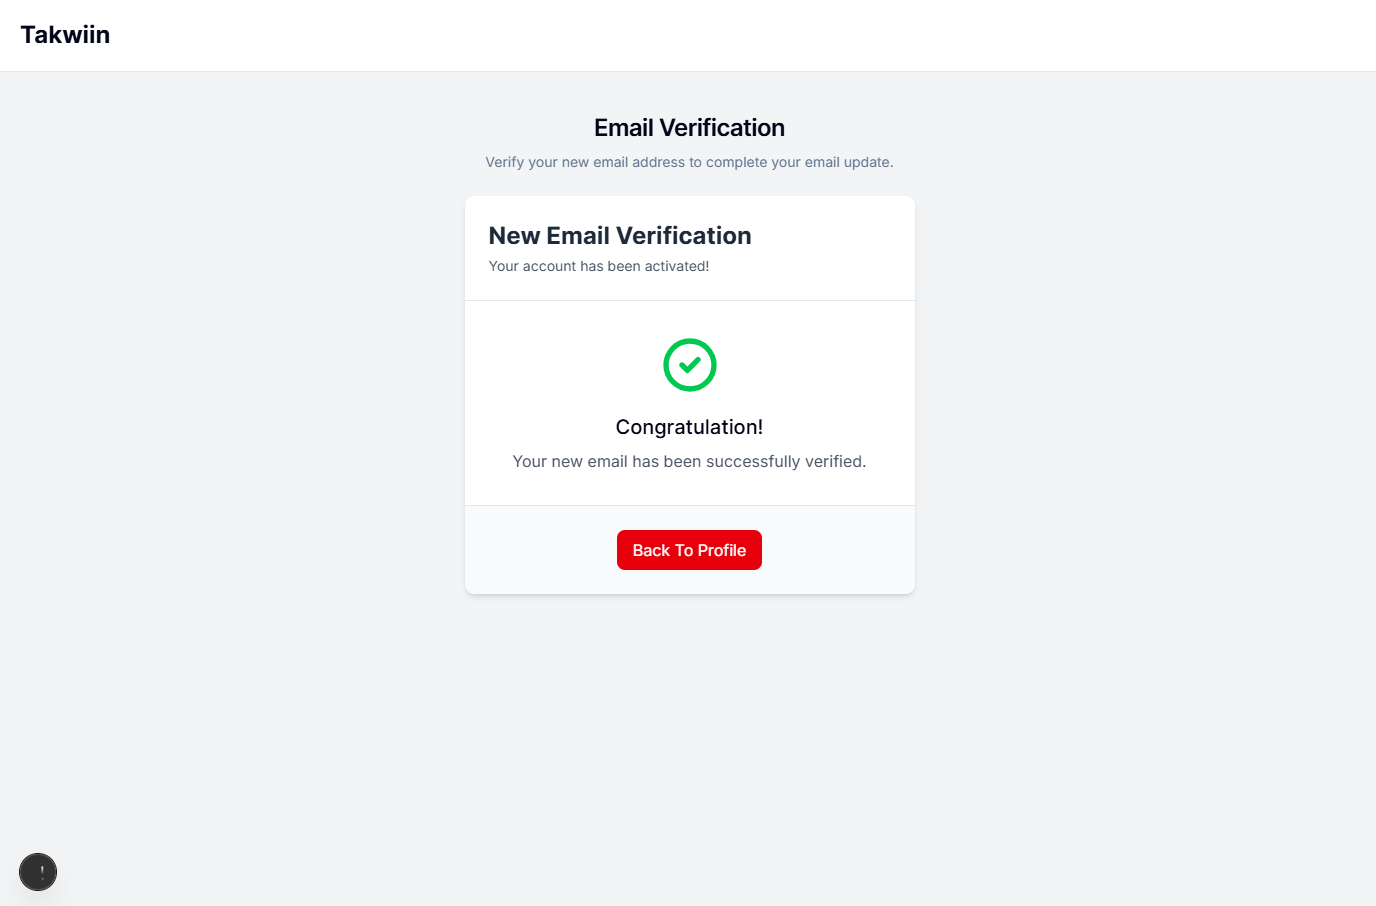 Takwiin
Email Verification
Verify your new email address to complete your email update.
New Email Verification
Your account has been activated!
Congratulation!
Your new email has been successfully verified.
Back To Profile
!